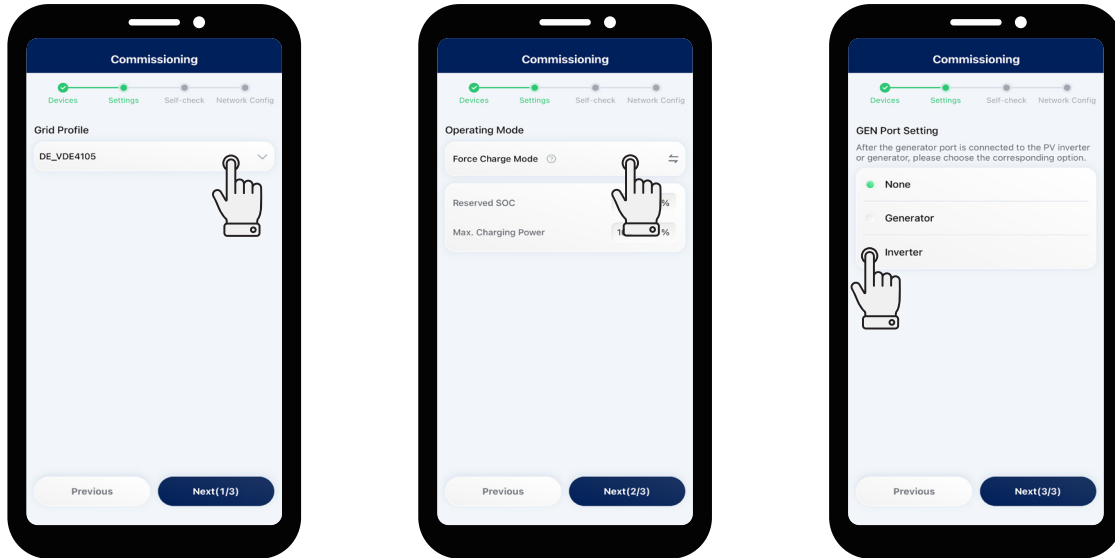 Commissioning
Devices Settings Self-check Network Config
Grid Profile
DE_VDE4105
Previous Next(1/3)
Commissioning
Devices Settings Self-check Network Config
Operating Mode
Force Charge Mode ?
Reserved SOC %
Max. Charging Power %
Previous Next(2/3)
Commissioning
Devices Settings Self-check Network Config
GEN Port Setting
After the generator port is connected to the PV inverter
or generator, please choose the corresponding option.
None
Generator
Inverter
Previous Next(3/3)